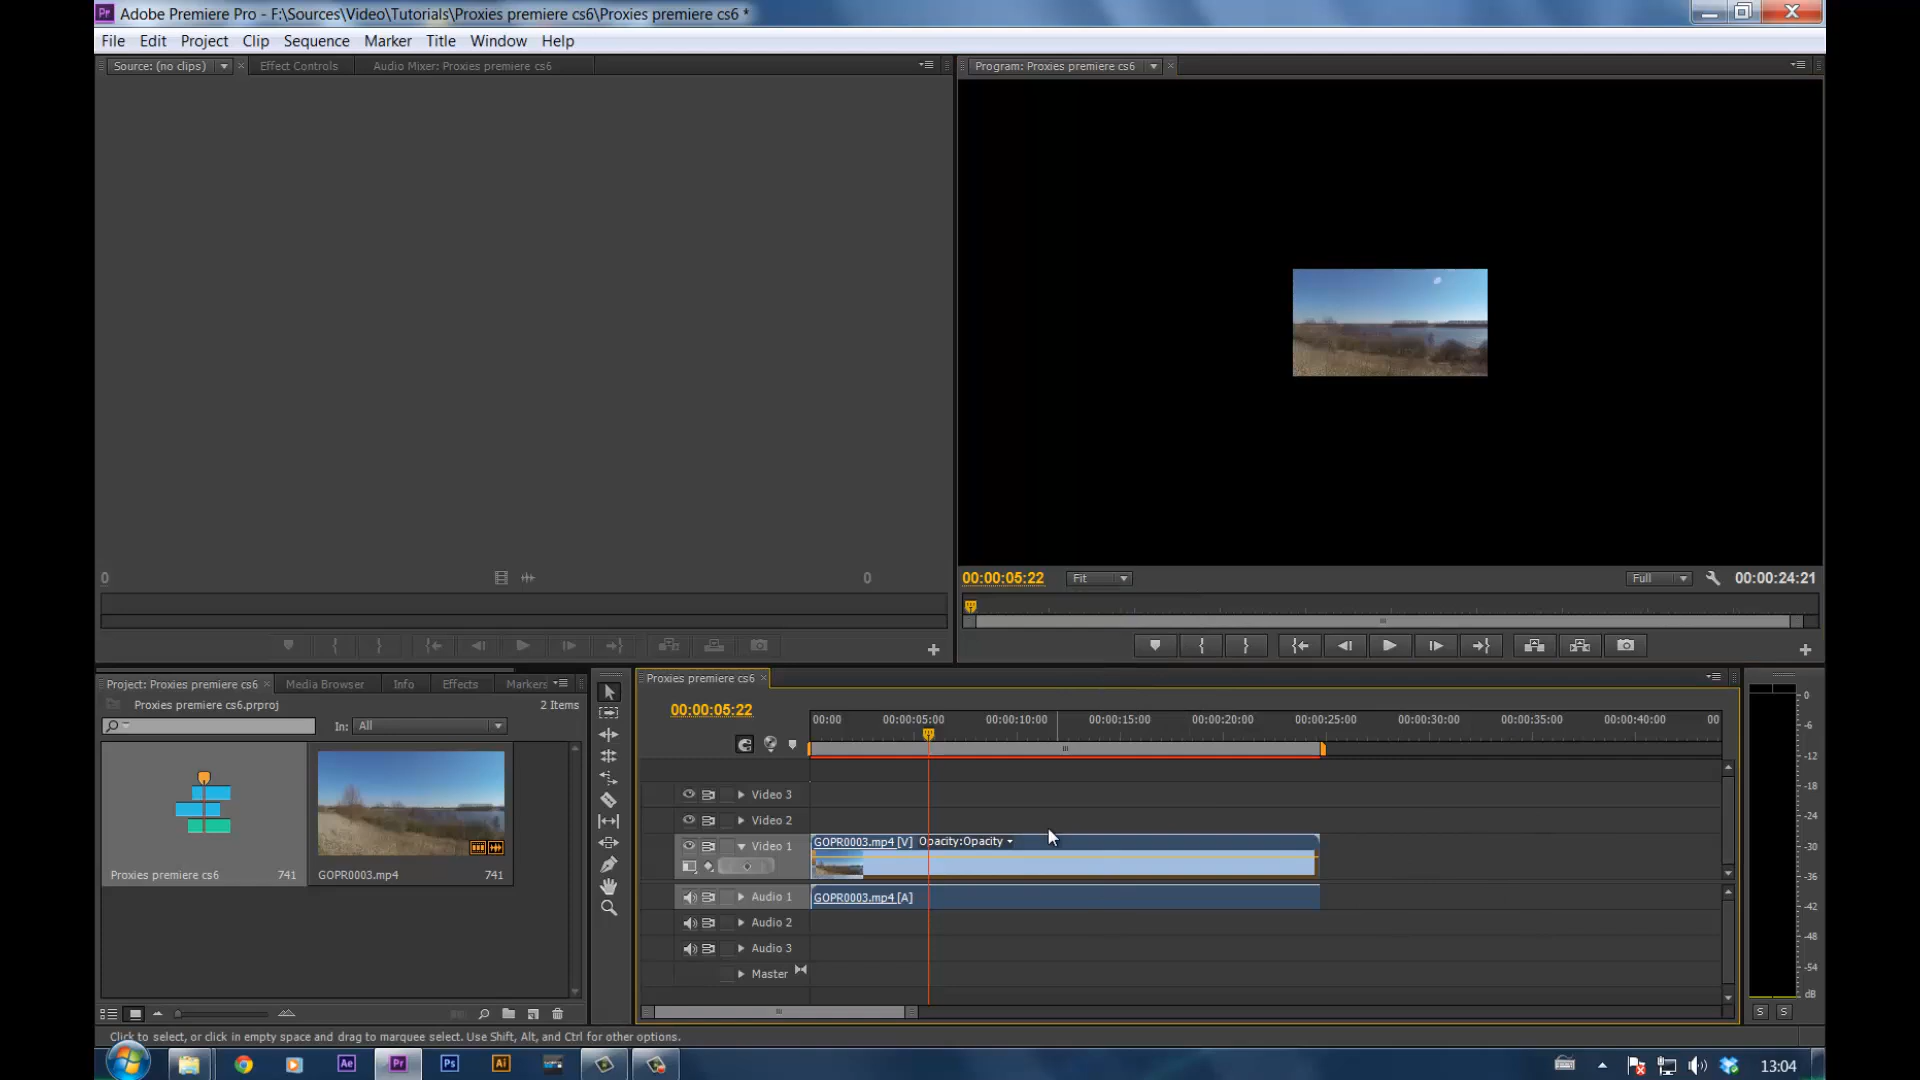 Adobe Premiere Pro - F:\Sources\Video\Tutorials\Proxies premiere cs6\Proxies premiere cs6 *
File Edit Project Clip Sequence Marker Title Window Help
Source: (no clips) Effect Controls Audio Mixer: Proxies premiere cs6
Program: Proxies premiere cs6
0 0
00:00:05:22 Fit Full 00:00:24:21
Project: Proxies premiere cs6 Media Browser Info Effects Markers
Proxies premiere cs6.prproj 2 Items
In: All
Proxies premiere cs6 741
GOPR0003.mp4 741
Proxies premiere cs6
00:00:05:22
00:00 00:00:05:00 00:00:10:00 00:00:15:00 00:00:20:00 00:00:25:00 00:00:30:00 00:00:35:00 00:00:40:00 00
Video 3
Video 2
Video 1
GOPR0003.mp4 [V] Opacity:Opacity
Audio 1
GOPR0003.mp4 [A]
Audio 2
Audio 3
Master
0
-6
-12
-18
-24
-30
-36
-42
-48
-54
dB
S S
Click to select, or click in empty space and drag to marquee select. Use Shift, Alt, and Ctrl for other options.
Ae Pr Ps Ai
13:04